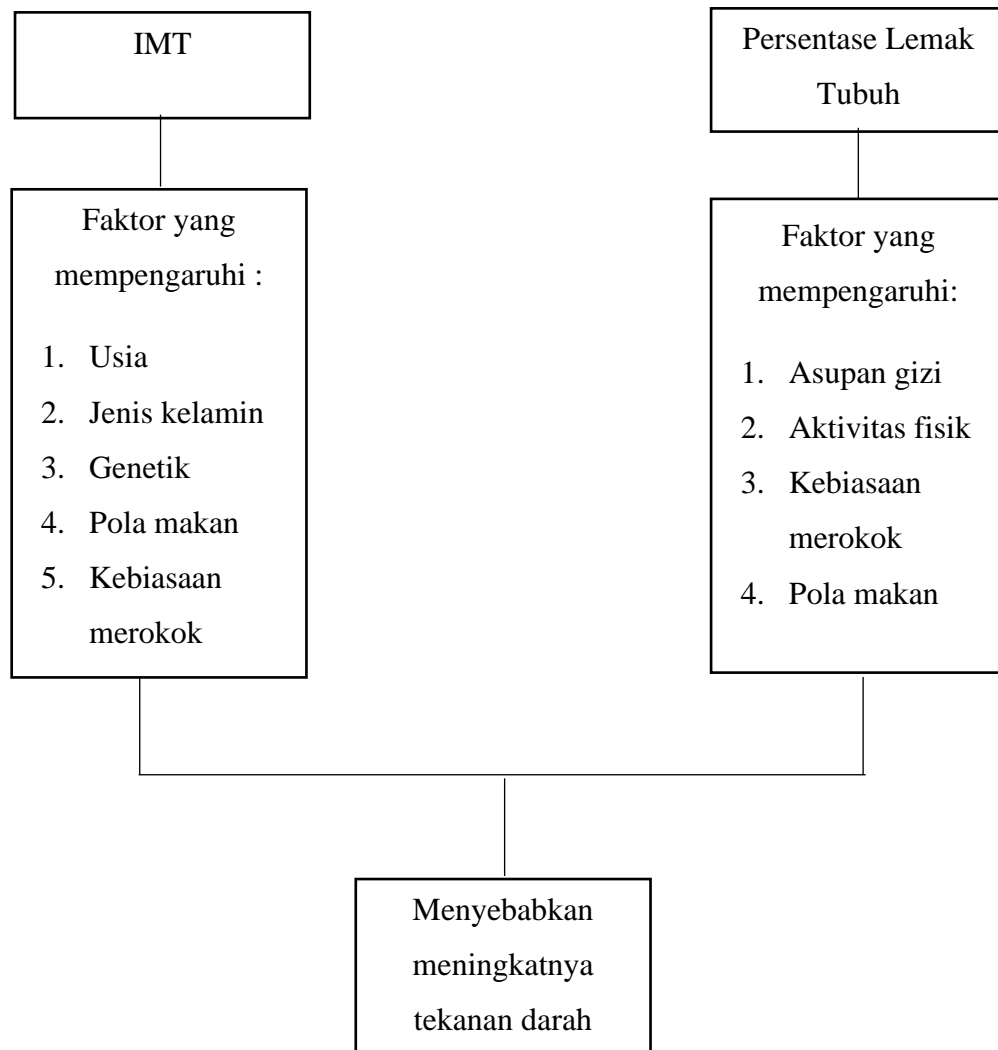 IMT
Persentase Lemak
Tubuh
Faktor yang
mempengaruhi :
1. Usia
2. Jenis kelamin
3. Genetik
4. Pola makan
5. Kebiasaan
merokok
Faktor yang
mempengaruhi:
1. Asupan gizi
2. Aktivitas fisik
3. Kebiasaan
merokok
4. Pola makan
Menyebabkan
meningkatnya
tekanan darah